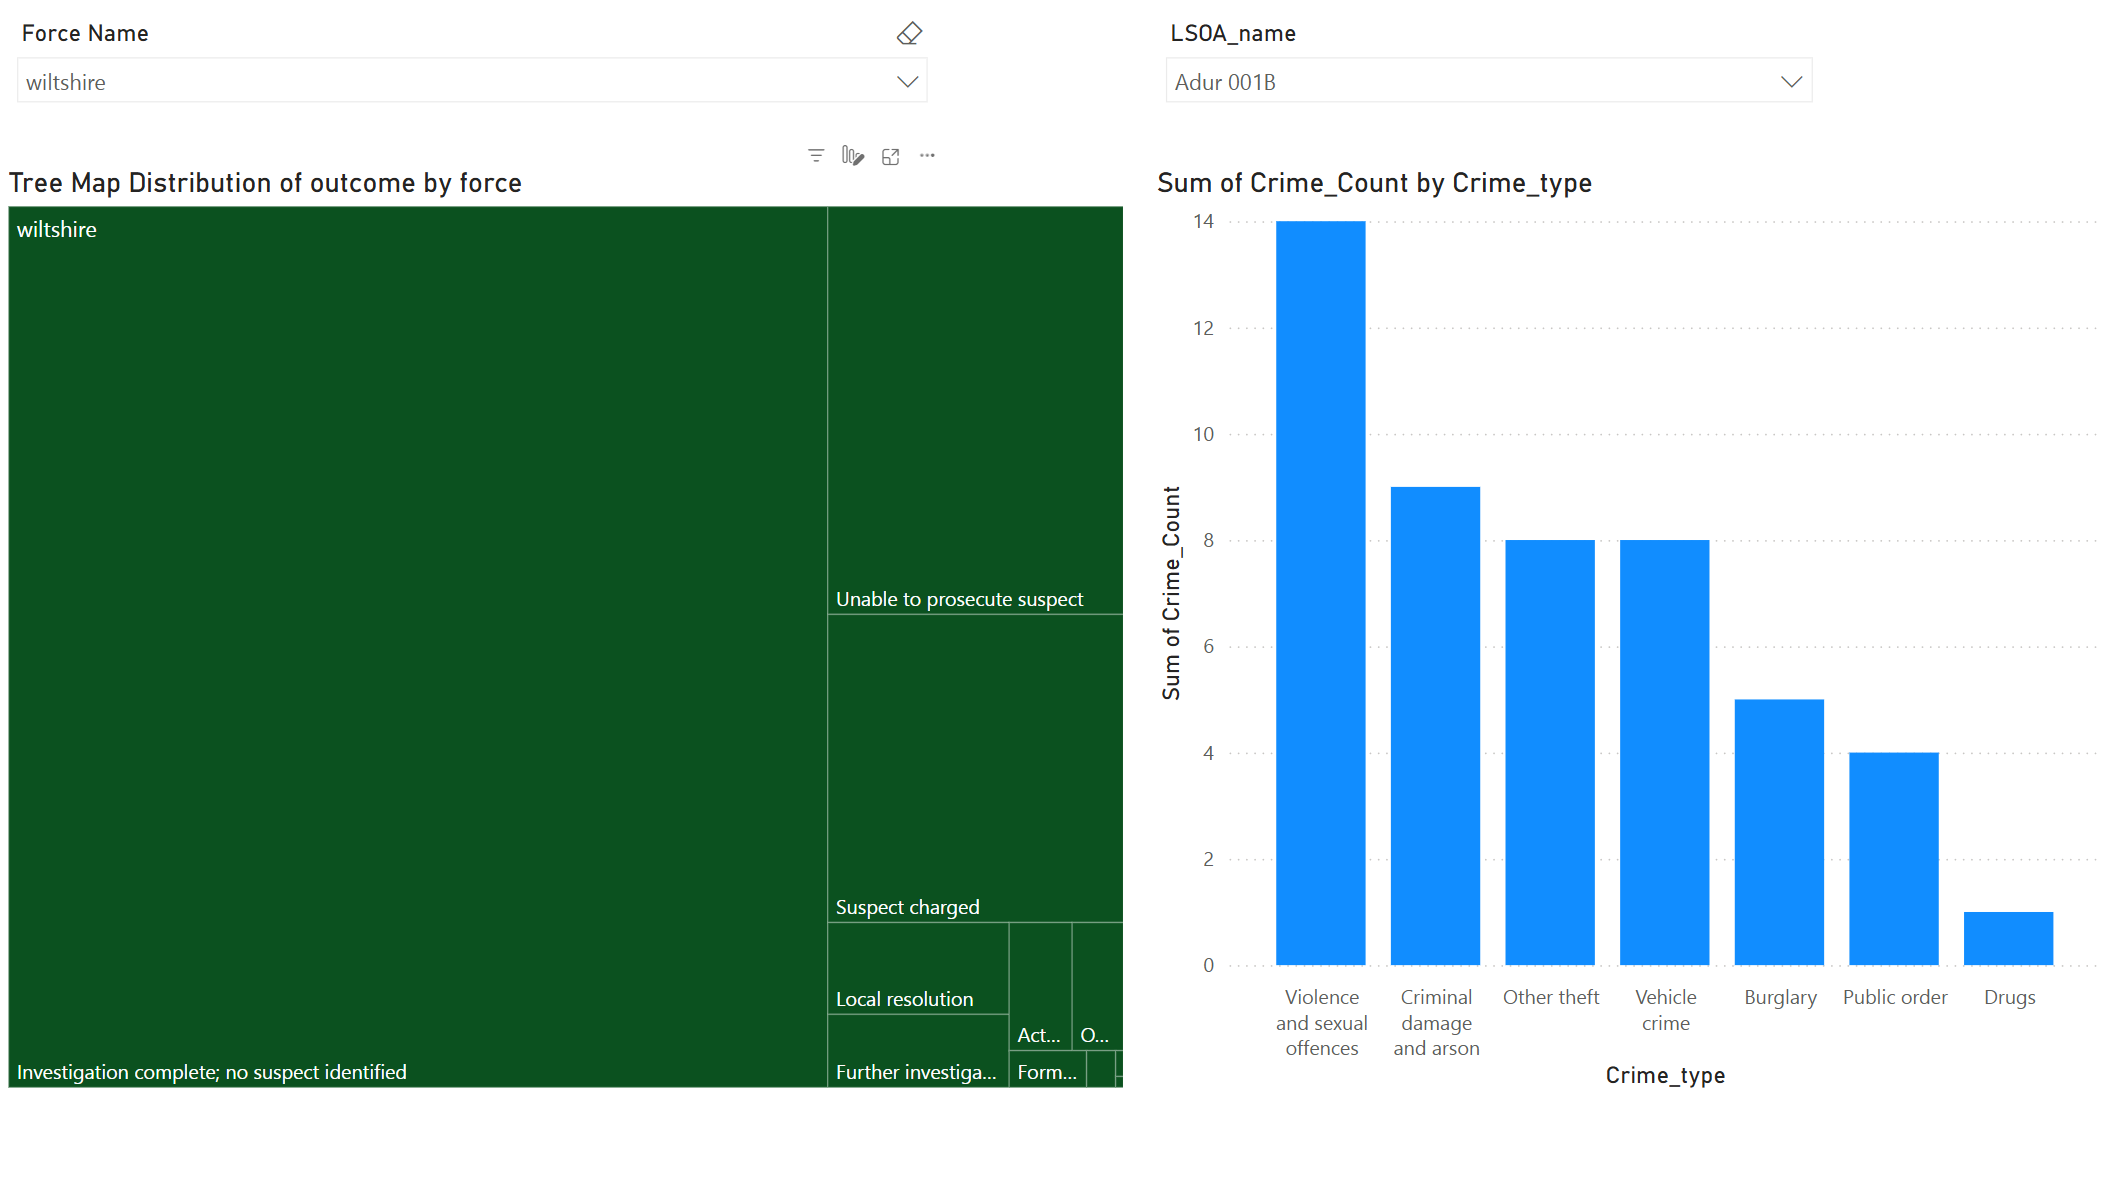 Force Name
wiltshire
LSOA_name
Adur 001B
Tree Map Distribution of outcome by force
wiltshire
Unable to prosecute suspect
Suspect charged
Local resolution
Act...
O...
Investigation complete; no suspect identified
Further investiga...
Form...
Sum of Crime_Count by Crime_type
14
12
10
8
6
4
2
0
Sum of Crime_Count
Violence
and sexual
offences
Criminal
damage
and arson
Other theft
Vehicle
crime
Burglary
Public order
Drugs
Crime_type